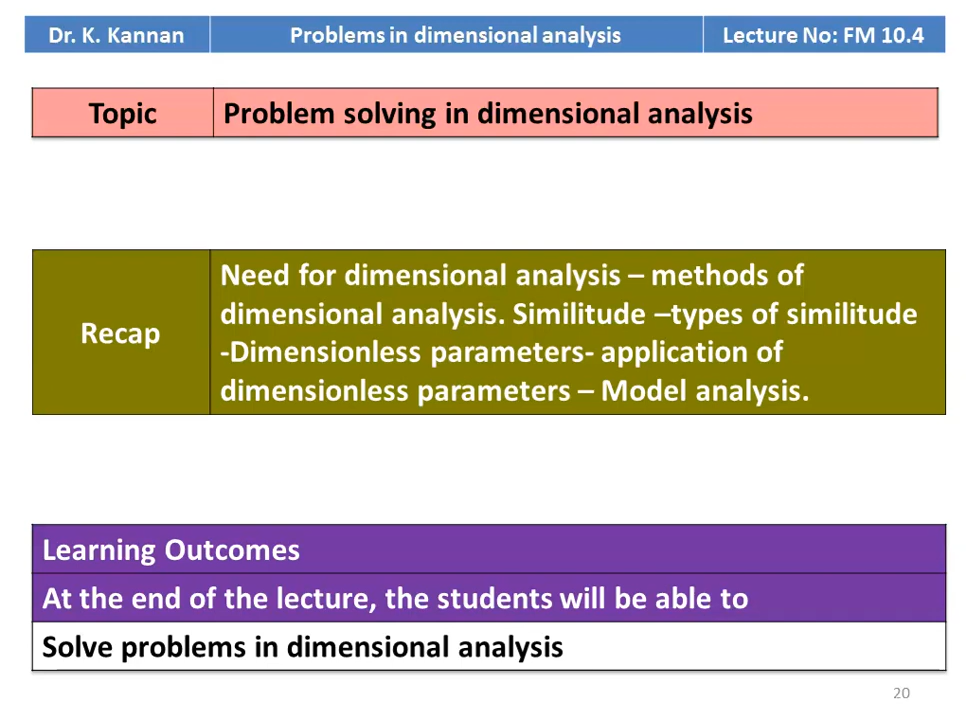 Dr. K. Kannan Problems in dimensional analysis Lecture No: FM 10.4
Topic Problem solving in dimensional analysis
Need for dimensional analysis – methods of
dimensional analysis. Similitude –types of similitude
Recap
-Dimensionless parameters- application of
dimensionless parameters – Model analysis.
Learning Outcomes
At the end of the lecture, the students will be able to
Solve problems in dimensional analysis
20